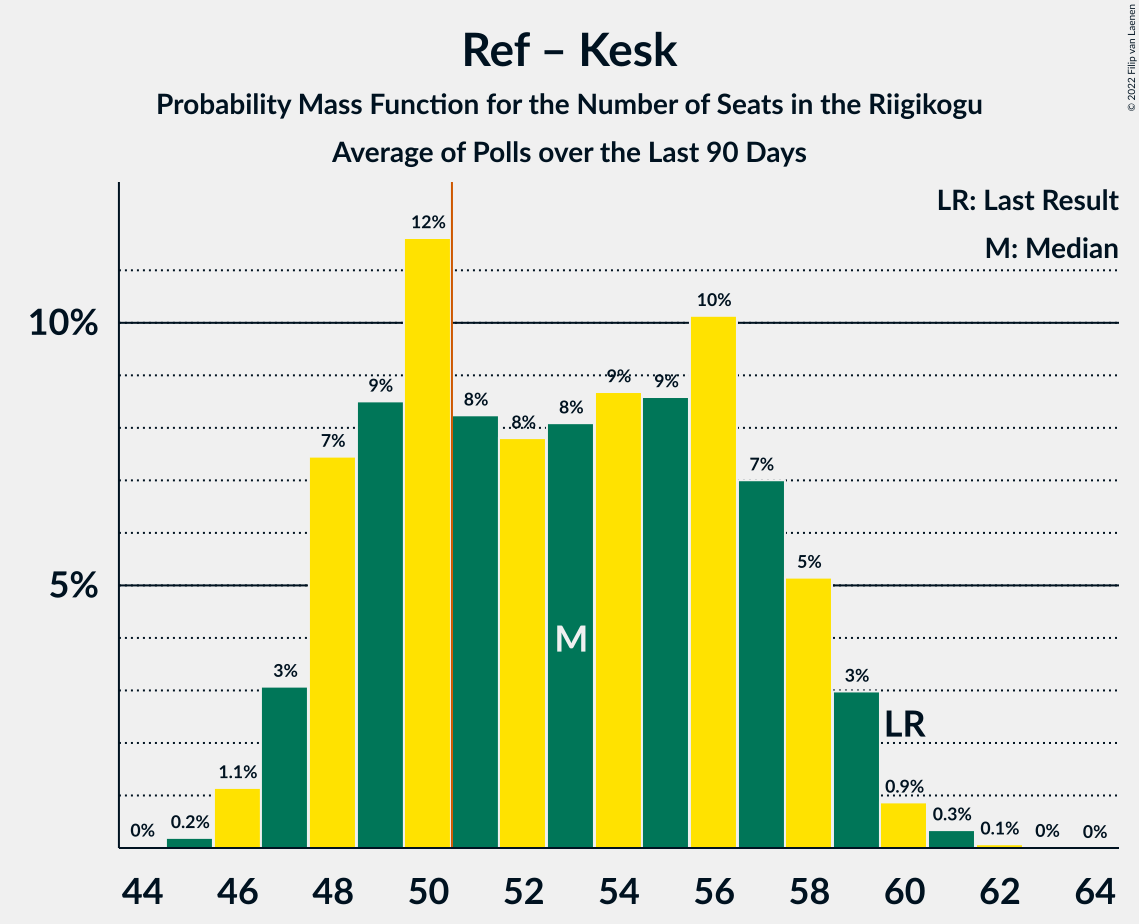 Ref – Kesk
Probability Mass Function for the Number of Seats in the Riigikogu
Average of Polls over the Last 90 Days
© 2022 Filip van Laenen
LR: Last Result
M: Median
10%
5%
0%
0.2%
1.1%
3%
7%
9%
12%
8%
8%
8%
9%
9%
10%
7%
5%
3%
0.9%
0.3%
0.1%
0%
0%
M
LR
44 46 48 50 52 54 56 58 60 62 64